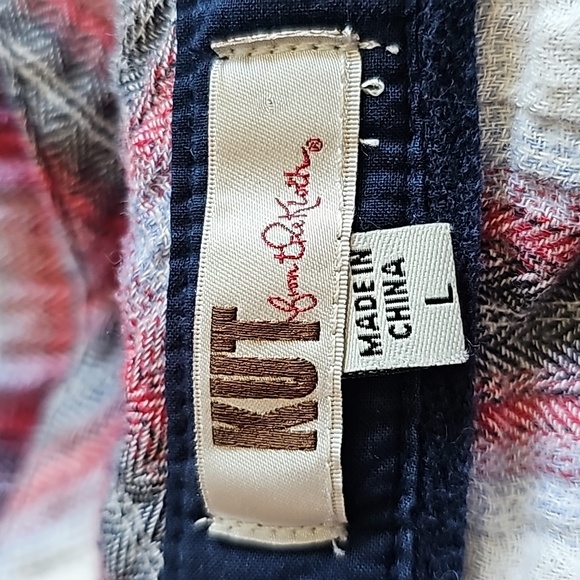 KUT from the Kloth®
MADE IN
CHINA
L